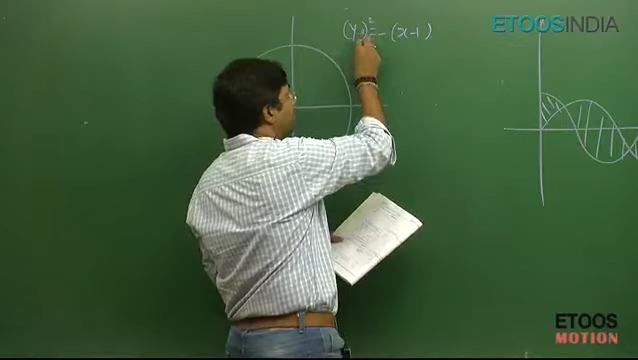 (y)² = -(x-1)
ETOOSINDIA
ETOOS
MOTION